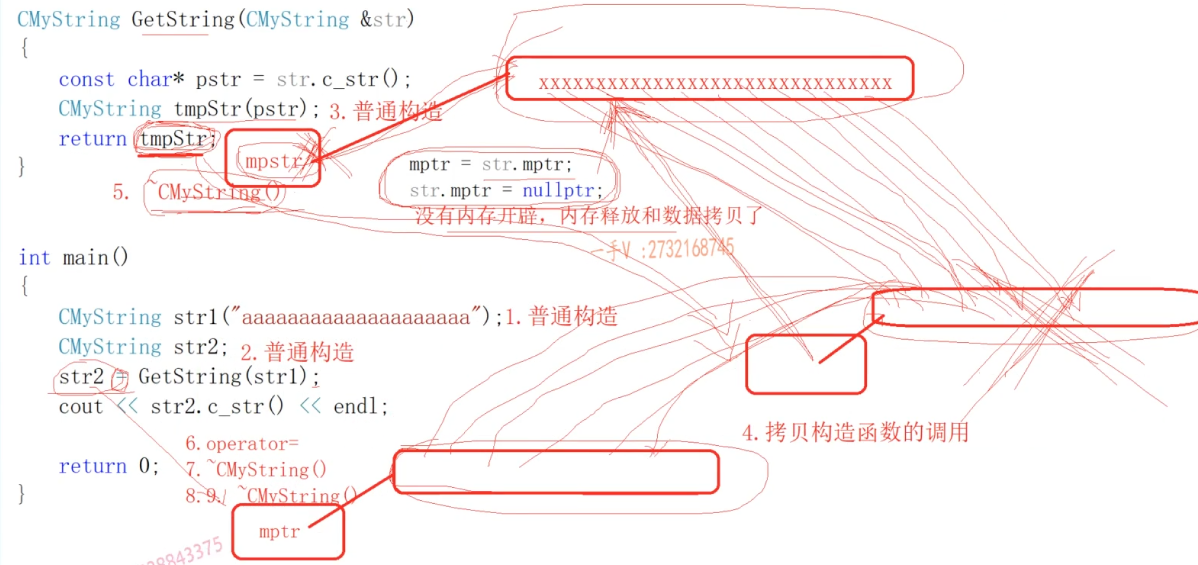 CMyString GetString(CMyString &str)
{
const char* pstr = str.c_str();
CMyString tmpStr(pstr); 3.普通构造
return tmpStr;
}
xxxxxxxxxxxxxxxxxxxxxxxxxxxxxxx
mpstr
mptr = str.mptr;
str.mptr = nullptr;
5. ~CMyString()
没有内存开辟，内存释放和数据拷贝了
一手V :2732168745
int main()
{
CMyString str1("aaaaaaaaaaaaaaaaaaaa");1.普通构造
CMyString str2; 2.普通构造
str2 = GetString(str1);
cout << str2.c_str() << endl;
4.拷贝构造函数的调用
6.operator=
return 0; 7.~CMyString()
} 8.9. ~CMyString()
mptr